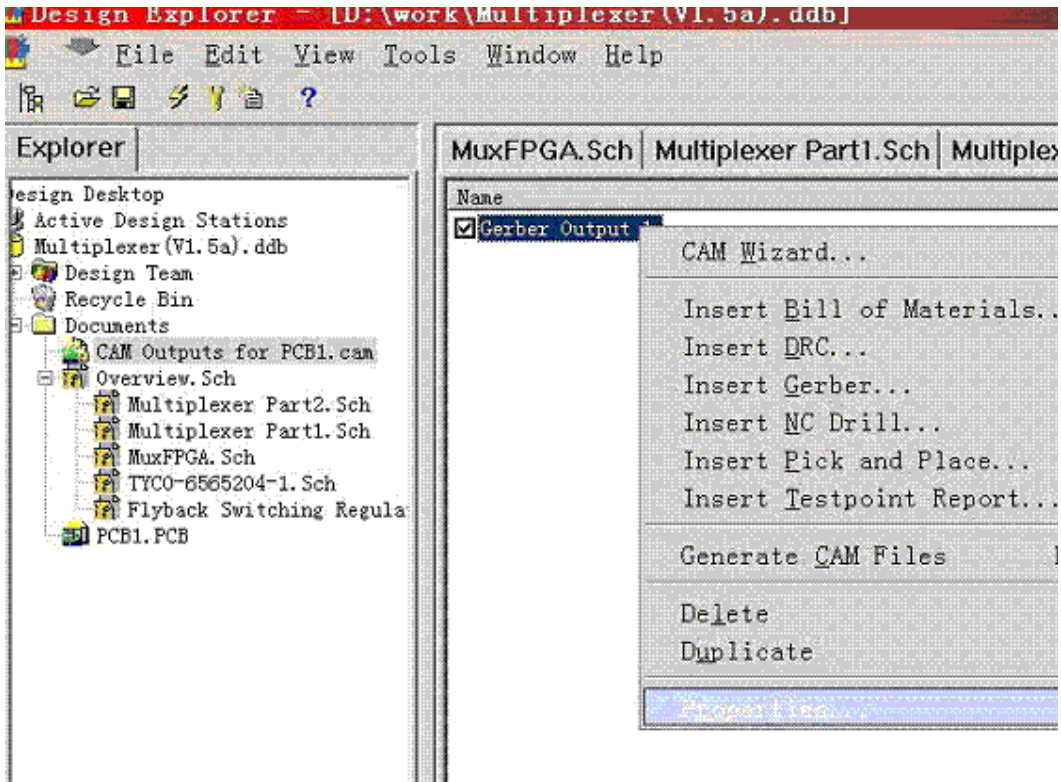 Design Explorer - [D:\work\Multiplexer(V1.5a).ddb]
File Edit View Tools Window Help
Explorer
MuxFPGA.Sch Multiplexer Part1.Sch Multiplex
esign Desktop
Name
Active Design Stations
Gerber Output 1
Multiplexer(V1.5a).ddb
CAM Wizard...
Design Team
Recycle Bin
Insert Bill of Materials..
Documents
Insert DRC...
CAM Outputs for PCB1.cam
Insert Gerber...
Overview.Sch
Insert NC Drill...
Multiplexer Part2.Sch
Multiplexer Part1.Sch
Insert Pick and Place...
MuxFPGA.Sch
TYCO-6565204-1.Sch
Insert Testpoint Report...
Flyback Switching Regula
PCB1.PCB
Generate CAM Files
Delete
Duplicate
Properties...